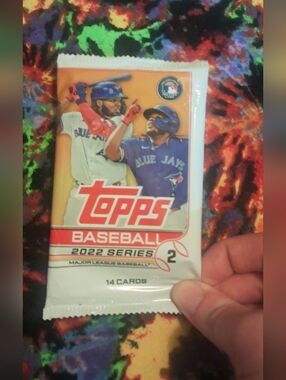 BLUE JAYS
TOPPS
BASEBALL
2022 SERIES 2
MAJOR LEAGUE BASEBALL®
14 CARDS